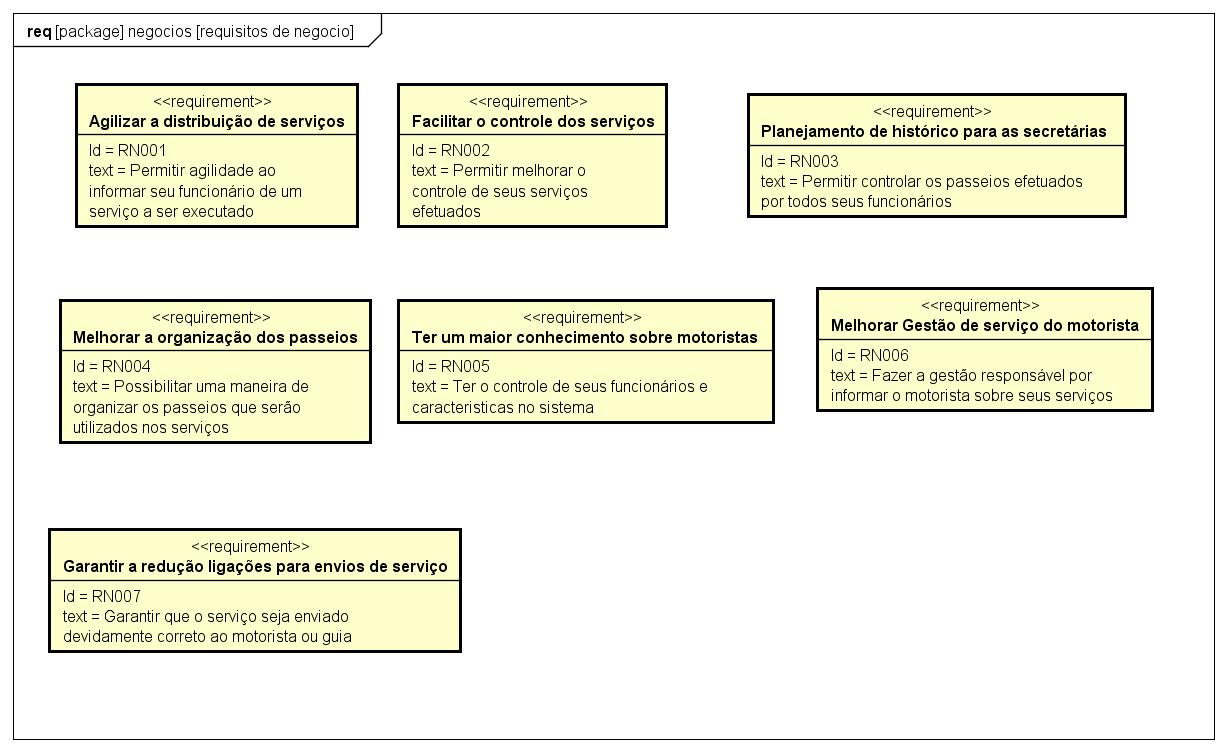 req [package] negocios [requisitos de negocio]
<<requirement>>
Agilizar a distribuição de serviços
Id = RN001
text = Permitir agilidade ao
informar seu funcionário de um
serviço a ser executado
<<requirement>>
Facilitar o controle dos serviços
Id = RN002
text = Permitir melhorar o
controle de seus serviços
efetuados
<<requirement>>
Planejamento de histórico para as secretárias
Id = RN003
text = Permitir controlar os passeios efetuados
por todos seus funcionários
<<requirement>>
Melhorar a organização dos passeios
Id = RN004
text = Possibilitar uma maneira de
organizar os passeios que serão
utilizados nos serviços
<<requirement>>
Ter um maior conhecimento sobre motoristas
Id = RN005
text = Ter o controle de seus funcionários e
caracteristicas no sistema
<<requirement>>
Melhorar Gestão de serviço do motorista
Id = RN006
text = Fazer a gestão responsável por
informar o motorista sobre seus serviços
<<requirement>>
Garantir a redução ligações para envios de serviço
Id = RN007
text = Garantir que o serviço seja enviado
devidamente correto ao motorista ou guia